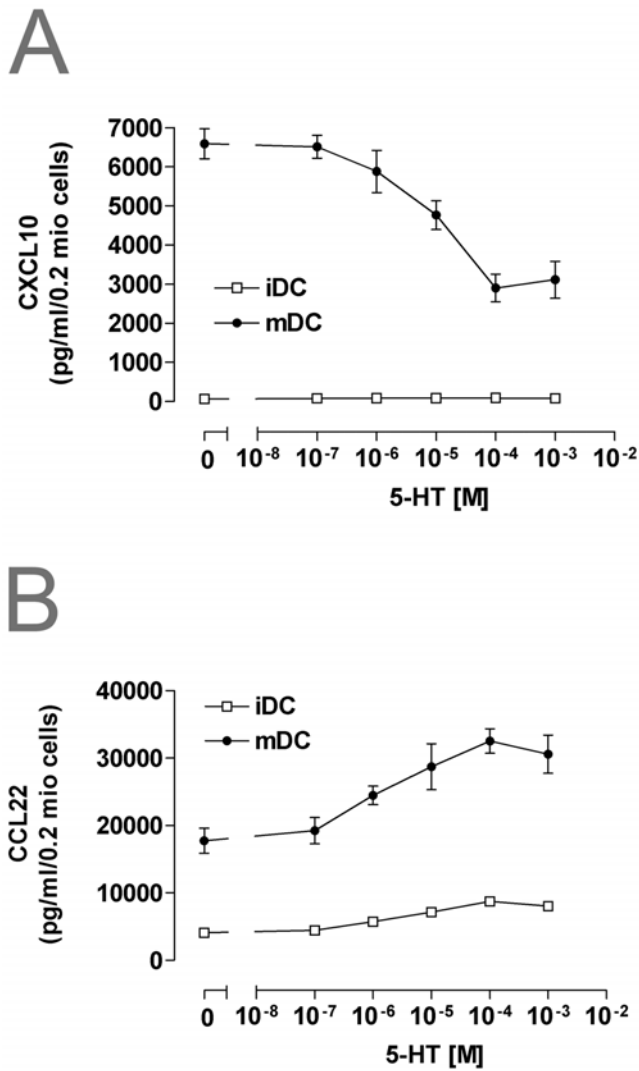 A
7000
6000
5000
4000
3000
2000
1000
0
CXCL10
(pg/ml/0.2 mio cells)
iDC
mDC
0 10⁻⁸ 10⁻⁷ 10⁻⁶ 10⁻⁵ 10⁻⁴ 10⁻³ 10⁻²
5-HT [M]
B
40000
30000
20000
10000
0
CCL22
(pg/ml/0.2 mio cells)
iDC
mDC
0 10⁻⁸ 10⁻⁷ 10⁻⁶ 10⁻⁵ 10⁻⁴ 10⁻³ 10⁻²
5-HT [M]